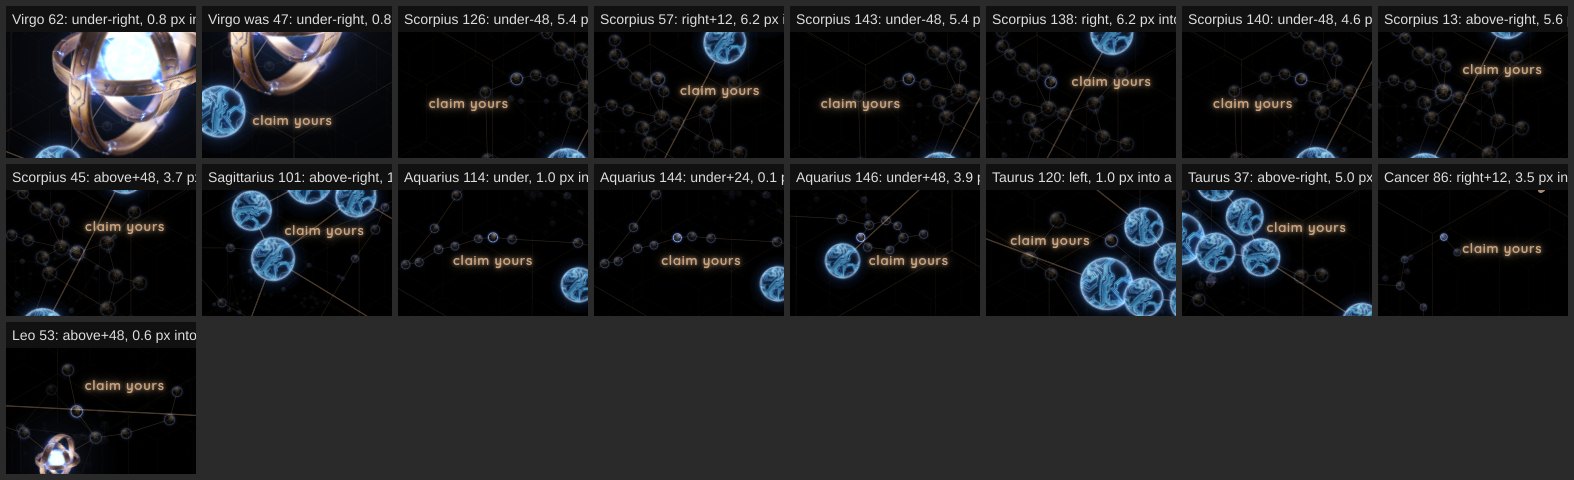 Virgo 62: under-right, 0.8 px
Virgo was 47: under-right, 0.8
Scorpius 126: under-48, 5.4
Scorpius 57: right+12, 6.2 px
Scorpius 143: under-48, 5.4
Scorpius 138: right, 6.2 px into
Scorpius 140: under-48, 4.6
Scorpius 13: above-right, 5.6
claim yours
claim yours
claim yours
claim yours
claim yours
claim yours
claim yours
Scorpius 45: above+48, 3.7
Sagittarius 101: above-right,
Aquarius 114: under, 1.0 px in
Aquarius 144: under+24, 0.1
Aquarius 146: under+48, 3.9
Taurus 120: left, 1.0 px into a
Taurus 37: above-right, 5.0 px
Cancer 86: right+12, 3.5 px in
claim yours
claim yours
claim yours
claim yours
claim yours
claim yours
claim yours
claim yours
Leo 53: above+48, 0.6 px into
claim yours